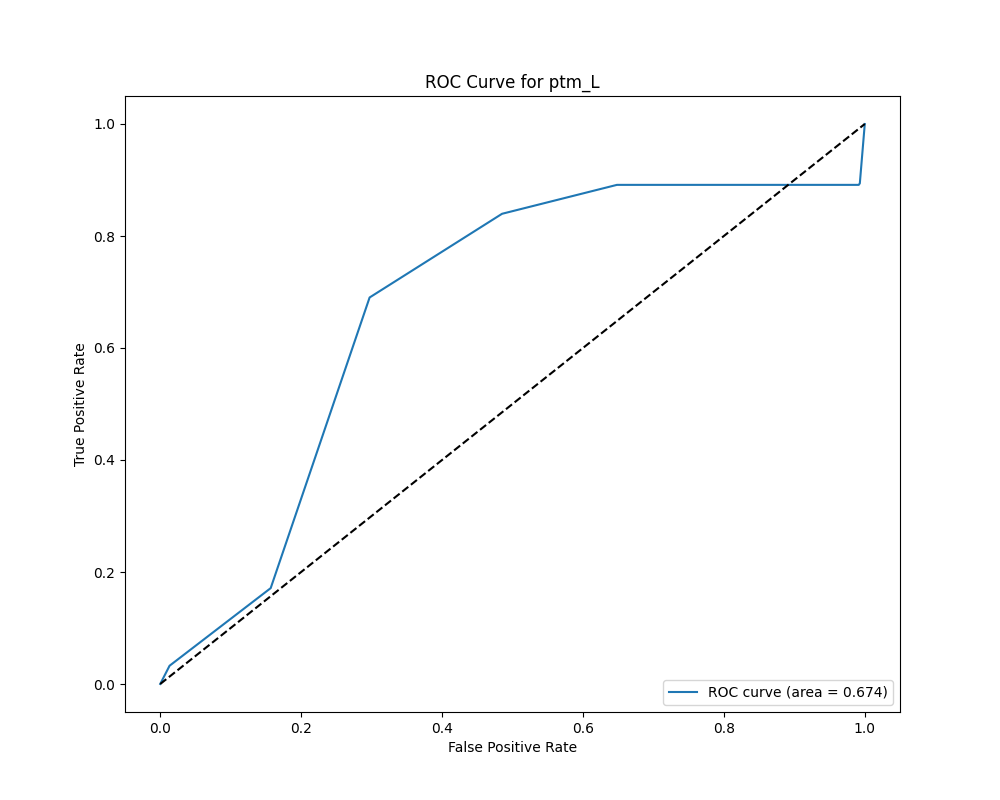 ROC Curve for ptm_L
1.0
0.8
0.6
0.4
0.2
0.0
True Positive Rate
ROC curve (area = 0.674)
0.0 0.2 0.4 0.6 0.8 1.0
False Positive Rate